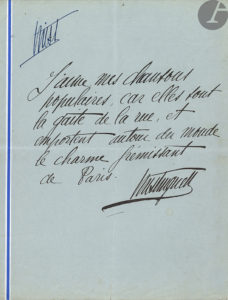 Mist
J'aime mes chansons
populaires, car elles sont
la gaité de la rue, et
emportent autour du monde
le charme frémissant
de Paris.
Mistinguett